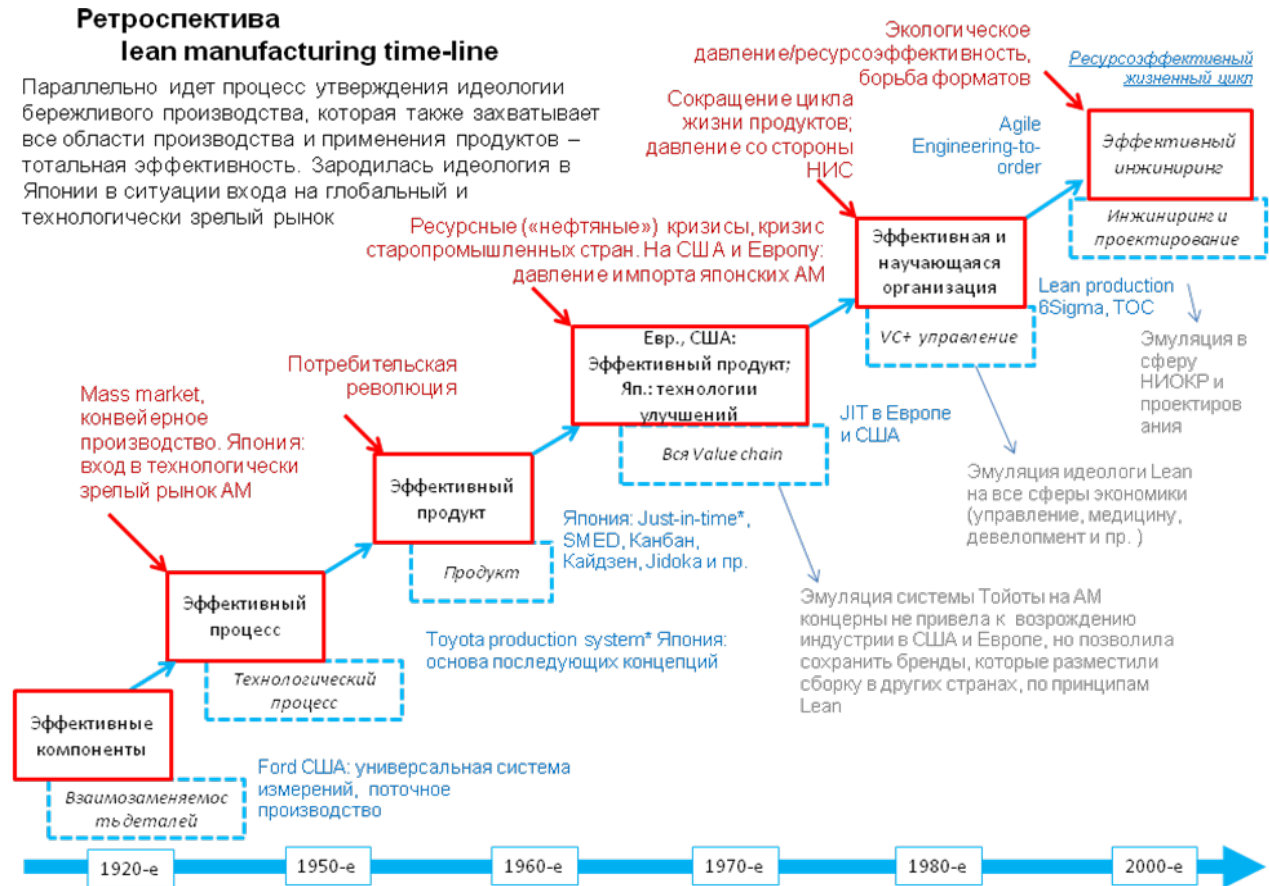 Ретроспектива
lean manufacturing time-line
Параллельно идет процесс утверждения идеологии
бережливого производства, которая также захватывает
все области производства и применения продуктов –
тотальная эффективность. Зародилась идеология в
Японии в ситуации входа на глобальный и
технологически зрелый рынок
Экологическое
давление/ресурсоэффективность,
борьба форматов
Ресурсоэффективный
жизненный цикл
Сокращение цикла
жизни продуктов;
давление со стороны
НИС
Agile
Engineering-to-
order
Эффективный
инжиниринг
Инжиниринг и
проектирование
Ресурсные («нефтяные») кризисы, кризис
старопромышленных стран. На США и Европу:
давление импорта японских АМ
Эффективная и
научающаяся
организация
VC+ управление
Lean production
6Sigma, TOC
Эмуляция в
сферу
НИОКР и
проектиров
ания
Потребительская
революция
Евр., США:
Эффективный продукт;
Яп.: технологии
улучшений
Вся Value chain
JIT в Европе
и США
Mass market,
конвейерное
производство. Япония:
вход в технологически
зрелый рынок АМ
Эффективный
продукт
Продукт
Япония: Just-in-time*,
SMED, Канбан,
Кайдзен, Jidoka и пр.
Эмуляция идеологи Lean
на все сферы экономики
(управление, медицину,
девелопмент и пр. )
Эффективный
процесс
Технологический
процесс
Toyota production system* Япония:
основа последующих концепций
Эмуляция системы Тойоты на АМ
концерны не привела к возрождению
индустрии в США и Европе, но позволила
сохранить бренды, которые разместили
сборку в других странах, по принципам
Lean
Эффективные
компоненты
Взаимозаменяемос
ть деталей
Ford США: универсальная система
измерений, поточное
производство
1920-е
1950-е
1960-е
1970-е
1980-е
2000-е